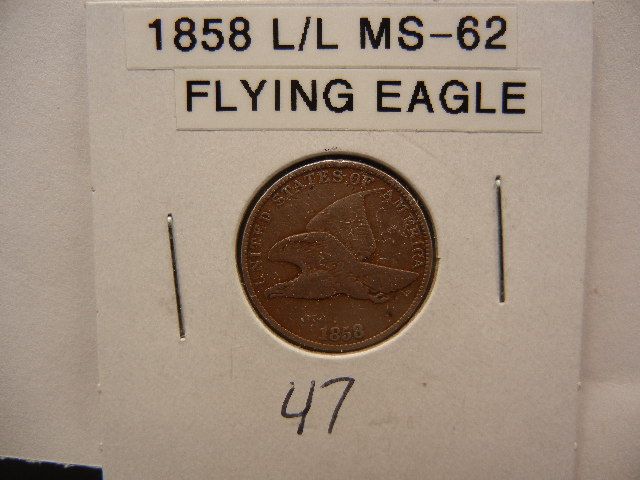 1858 L/L MS-62
FLYING EAGLE
UNITED STATES OF AMERICA
1858
47